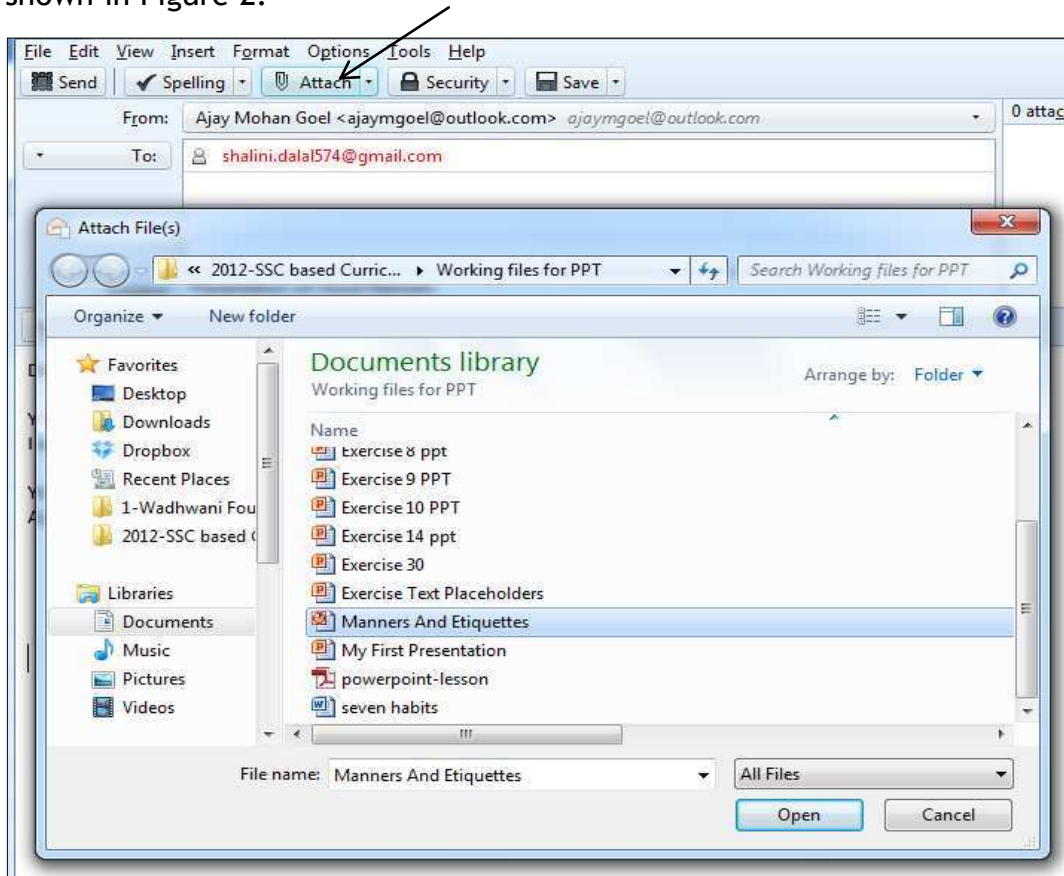 shown in Figure 2.
File Edit View Insert Format Options Tools Help
Send Spelling Attach Security Save
From: Ajay Mohan Goel <ajaymgoel@outlook.com> ajaymgoel@outlook.com
0 attac
To: shalini.dalal574@gmail.com
Attach File(s)
« 2012-SSC based Curric... Working files for PPT
Search Working files for PPT
Organize New folder
Favorites
Desktop
Downloads
Dropbox
Recent Places
1-Wadhwani Fou
2012-SSC based
Libraries
Documents
Music
Pictures
Videos
Documents library
Working files for PPT
Arrange by: Folder
Name
Exercise 8 ppt
Exercise 9 PPT
Exercise 10 PPT
Exercise 14 ppt
Exercise 30
Exercise Text Placeholders
Manners And Etiquettes
My First Presentation
powerpoint-lesson
seven habits
File name: Manners And Etiquettes
All Files
Open Cancel